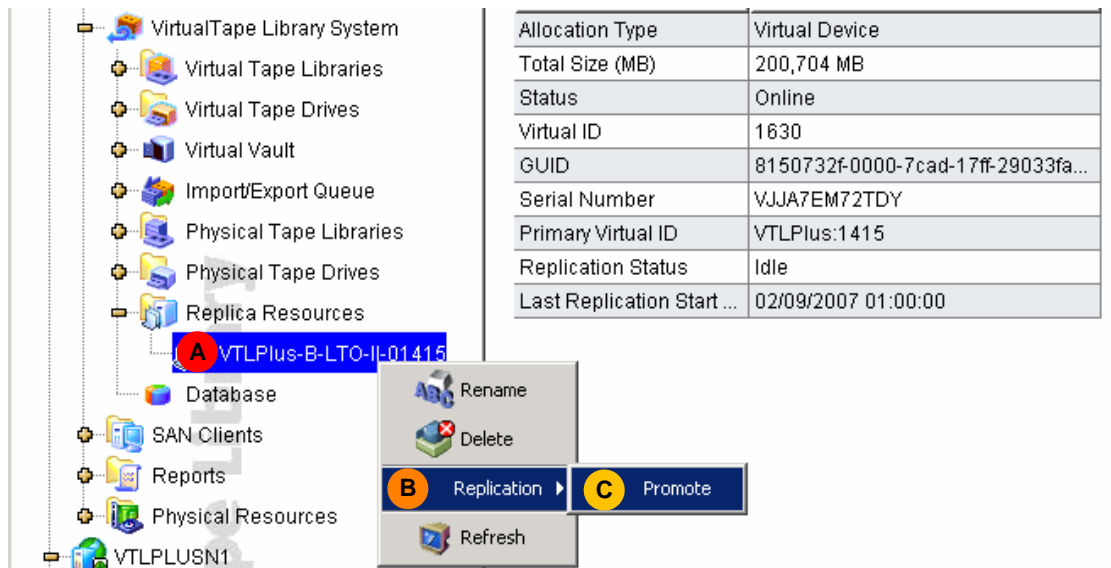 VirtualTape Library System
Virtual Tape Libraries
Virtual Tape Drives
Virtual Vault
Import/Export Queue
Physical Tape Libraries
Physical Tape Drives
Replica Resources
A VTLPlus-B-LTO-II-01415
Database
SAN Clients
Reports
Physical Resources
VTLPLUSN1
Allocation Type Virtual Device
Total Size (MB) 200,704 MB
Status Online
Virtual ID 1630
GUID 8150732f-0000-7cad-17ff-29033fa...
Serial Number VJJA7EM72TDY
Primary Virtual ID VTLPlus:1415
Replication Status Idle
Last Replication Start ... 02/09/2007 01:00:00
ABC Rename
Delete
B Replication
C Promote
Refresh
pe Library